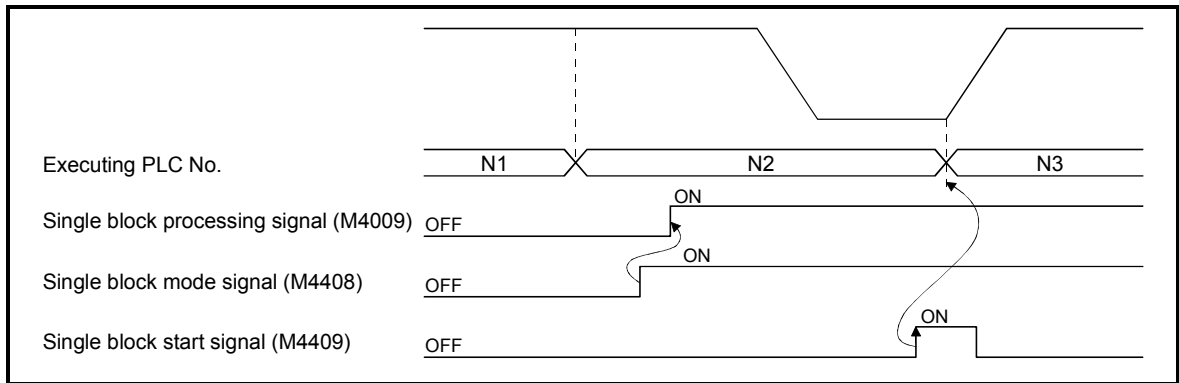 Executing PLC No. N1 N2 N3
ON
Single block processing signal (M4009) OFF
ON
Single block mode signal (M4408) OFF
ON
Single block start signal (M4409) OFF